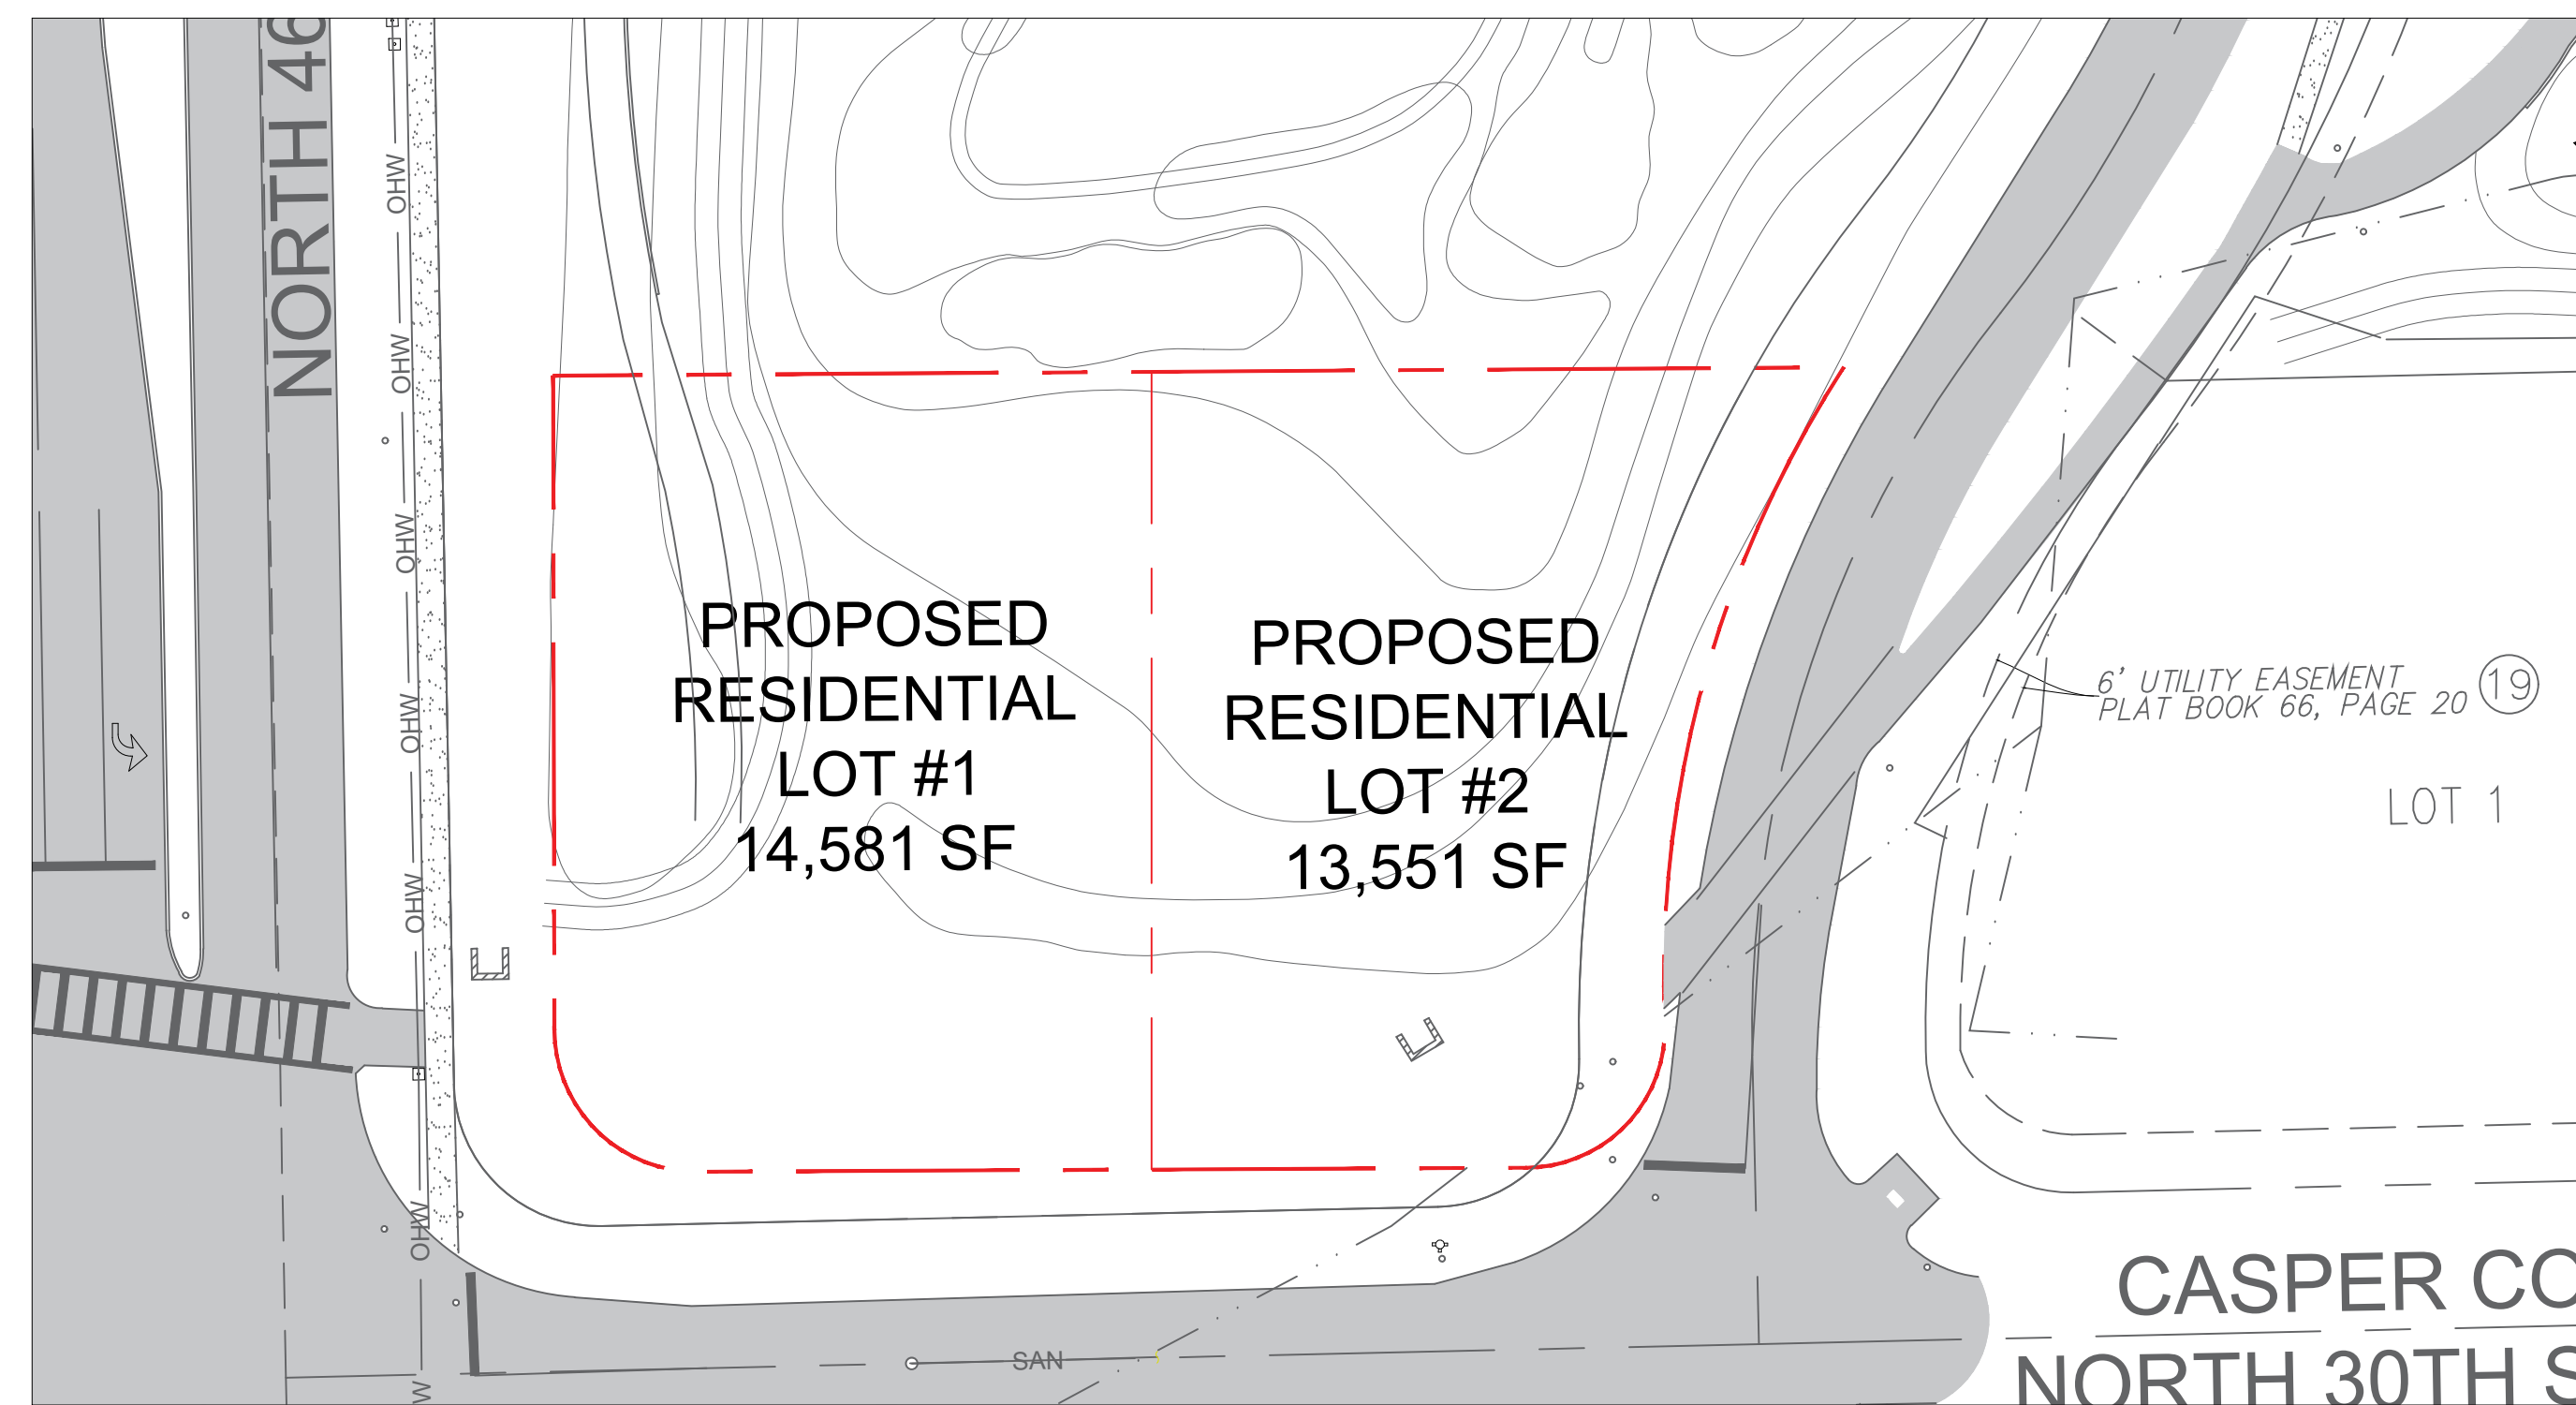 NORTH 46
OHW
OHW
OHW
OHW
OHW
OHW
W
PROPOSED
RESIDENTIAL
LOT #1
14,581 SF
PROPOSED
RESIDENTIAL
LOT #2
13,551 SF
6' UTILITY EASEMENT
PLAT BOOK 66, PAGE 20
19
LOT 1
SAN
CASPER CO
NORTH 30TH S